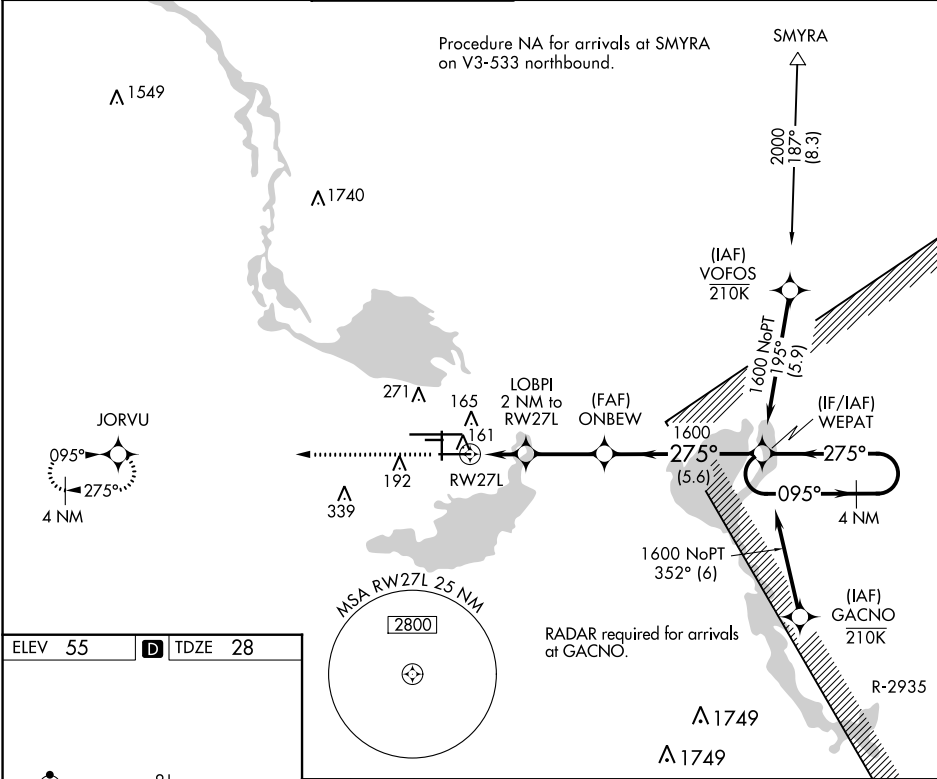 Procedure NA for arrivals at SMYRA
on V3-533 northbound.
SMYRA
1549
2000
187°
(8.3)
1740
(IAF)
VOFOS
210K
1600 NoPT
195°
(5.9)
LOBPI
2 NM to
RW27L
(FAF)
ONBEW
(IF/IAF)
WEPAT
271
165
161
JORVU
095°
275°
4 NM
192
339
RW27L
1600
275°
(5.6)
275°
095°
4 NM
1600 NoPT
352° (6)
(IAF)
GACNO
210K
MSA RW27L 25 NM
2800
RADAR required for arrivals
at GACNO.
R-2935
1749
1749
ELEV 55 D TDZE 28